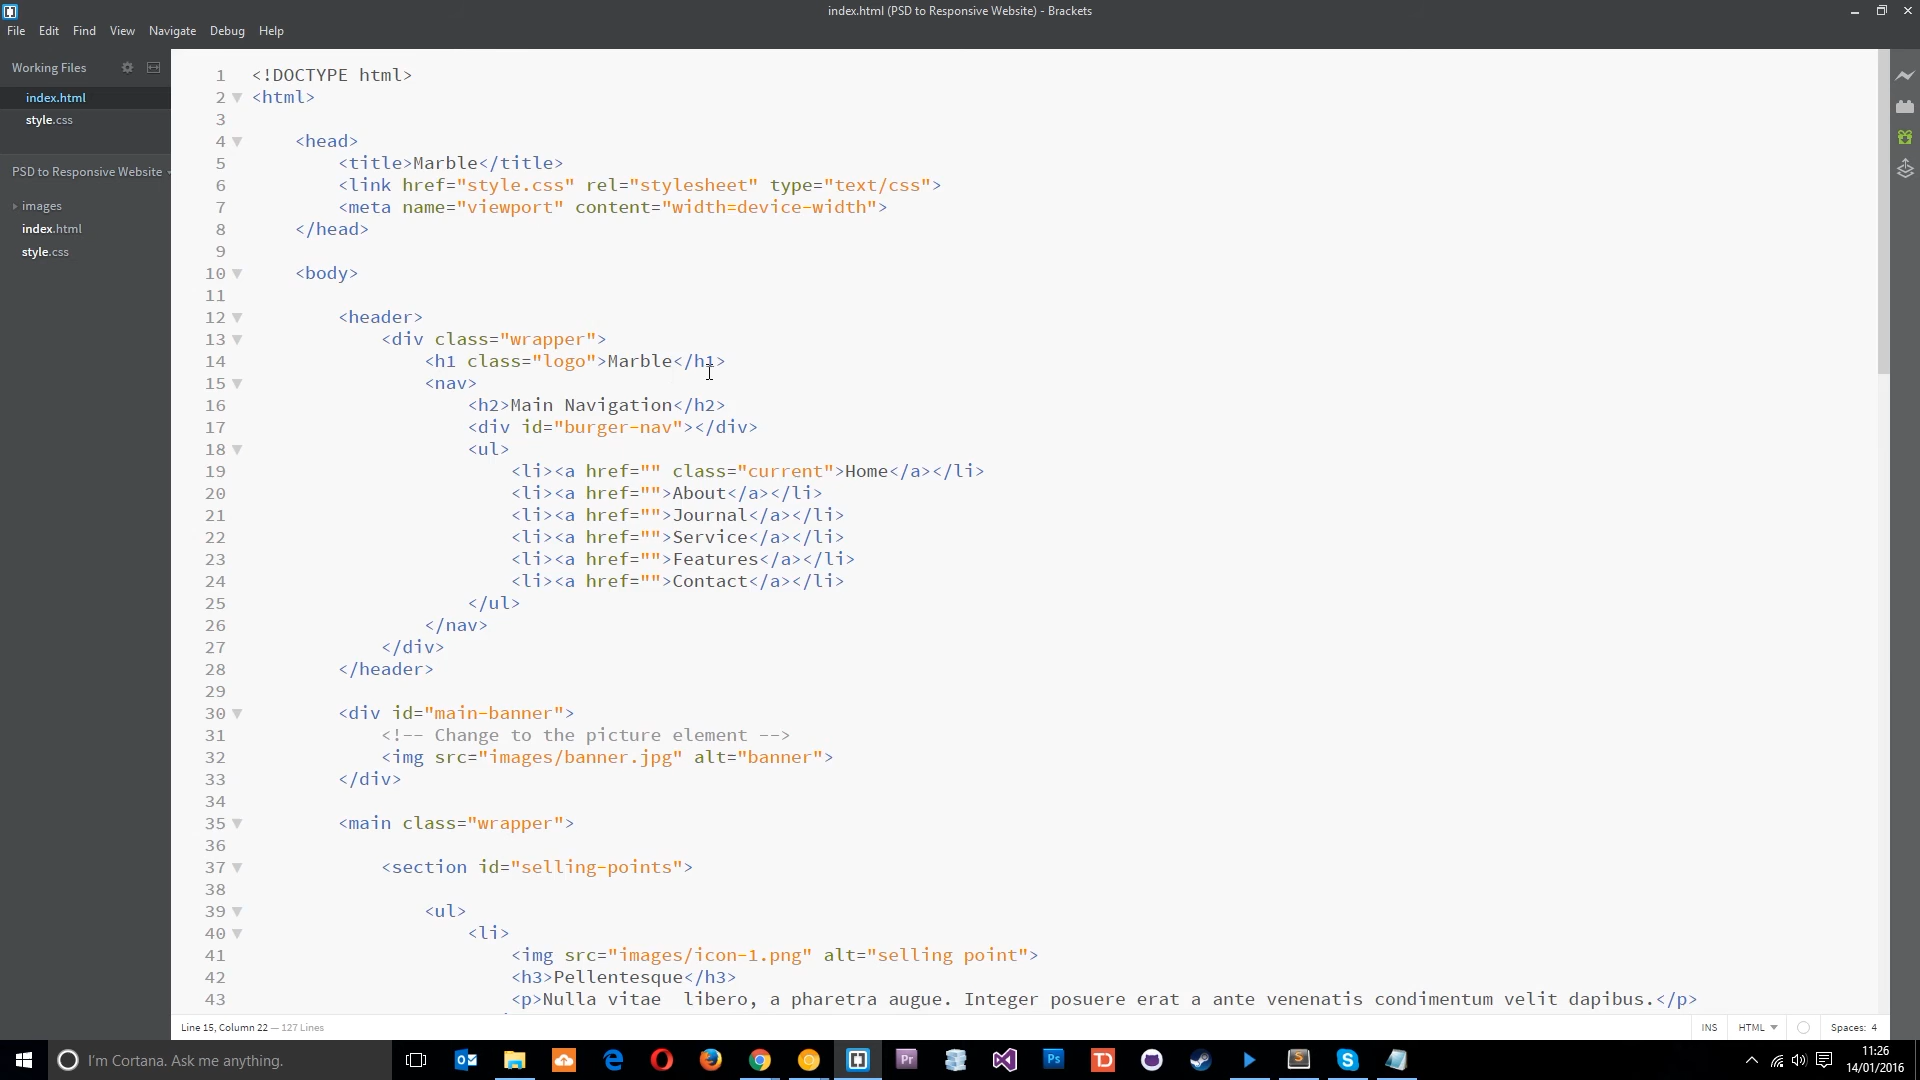 index.html (PSD to Responsive Website) - Brackets
File Edit Find View Navigate Debug Help
Working Files
index.html
style.css
PSD to Responsive Website
images
index.html
style.css
1 <!DOCTYPE html>
2 <html>
3
4 <head>
5 <title>Marble</title>
6 <link href="style.css" rel="stylesheet" type="text/css">
7 <meta name="viewport" content="width=device-width">
8 </head>
9
10 <body>
11
12 <header>
13 <div class="wrapper">
14 <h1 class="logo">Marble</h1>
15 <nav>
16 <h2>Main Navigation</h2>
17 <div id="burger-nav"></div>
18 <ul>
19 <li><a href="" class="current">Home</a></li>
20 <li><a href="">About</a></li>
21 <li><a href="">Journal</a></li>
22 <li><a href="">Service</a></li>
23 <li><a href="">Features</a></li>
24 <li><a href="">Contact</a></li>
25 </ul>
26 </nav>
27 </div>
28 </header>
29
30 <div id="main-banner">
31 <!-- Change to the picture element -->
32 <img src="images/banner.jpg" alt="banner">
33 </div>
34
35 <main class="wrapper">
36
37 <section id="selling-points">
38
39 <ul>
40 <li>
41 <img src="images/icon-1.png" alt="selling point">
42 <h3>Pellentesque</h3>
43 <p>Nulla vitae  libero, a pharetra augue. Integer posuere erat a ante venenatis condimentum velit dapibus.</p>
Line 15, Column 22 — 127 Lines
INS HTML Spaces: 4
I'm Cortana. Ask me anything.
Pr
Ps
11:26
14/01/2016